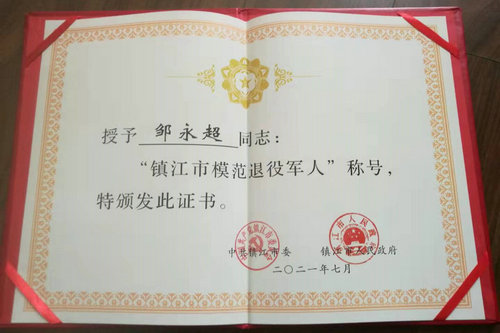 授予 邹永超 同志：
“镇江市模范退役军人”称号，
特颁发此证书。
中共镇江市委 镇江市人民政府
二〇二一年七月